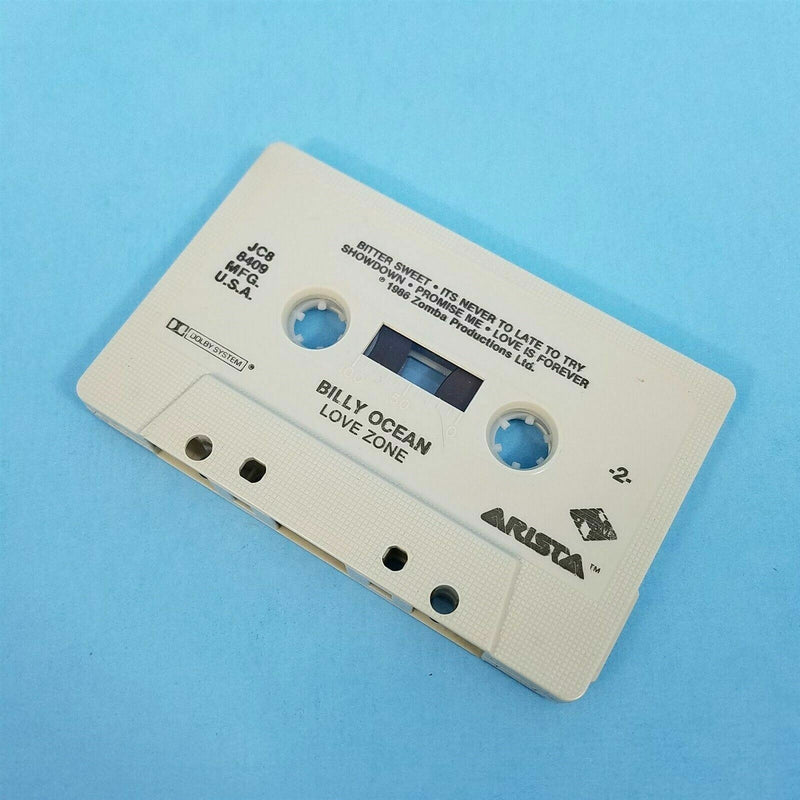 BITTER SWEET • ITS NEVER TO LATE TO TRY
SHOWDOWN • PROMISE ME • LOVE IS FOREVER
℗ 1986 Zomba Productions Ltd.
JC8
8409
MFG.
U.S.A.
DOLBY SYSTEM ®
BILLY OCEAN
LOVE ZONE
-2-
ARISTA ™